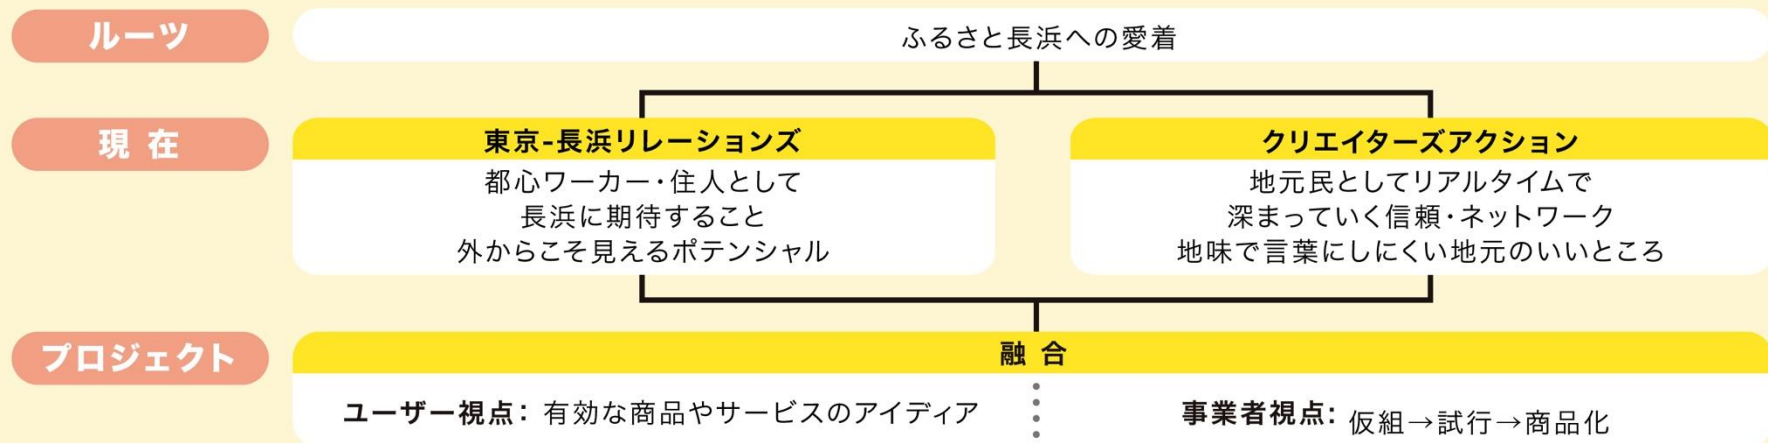 ルーツ
ふるさと長浜への愛着
現在
東京-長浜リレーションズ
都心ワーカー・住人として
長浜に期待すること
外からこそ見えるポテンシャル
クリエイターズアクション
地元民としてリアルタイムで
深まっていく信頼・ネットワーク
地味で言葉にしにくい地元のいいところ
プロジェクト
融合
ユーザー視点：有効な商品やサービスのアイディア
事業者視点：仮組→試行→商品化